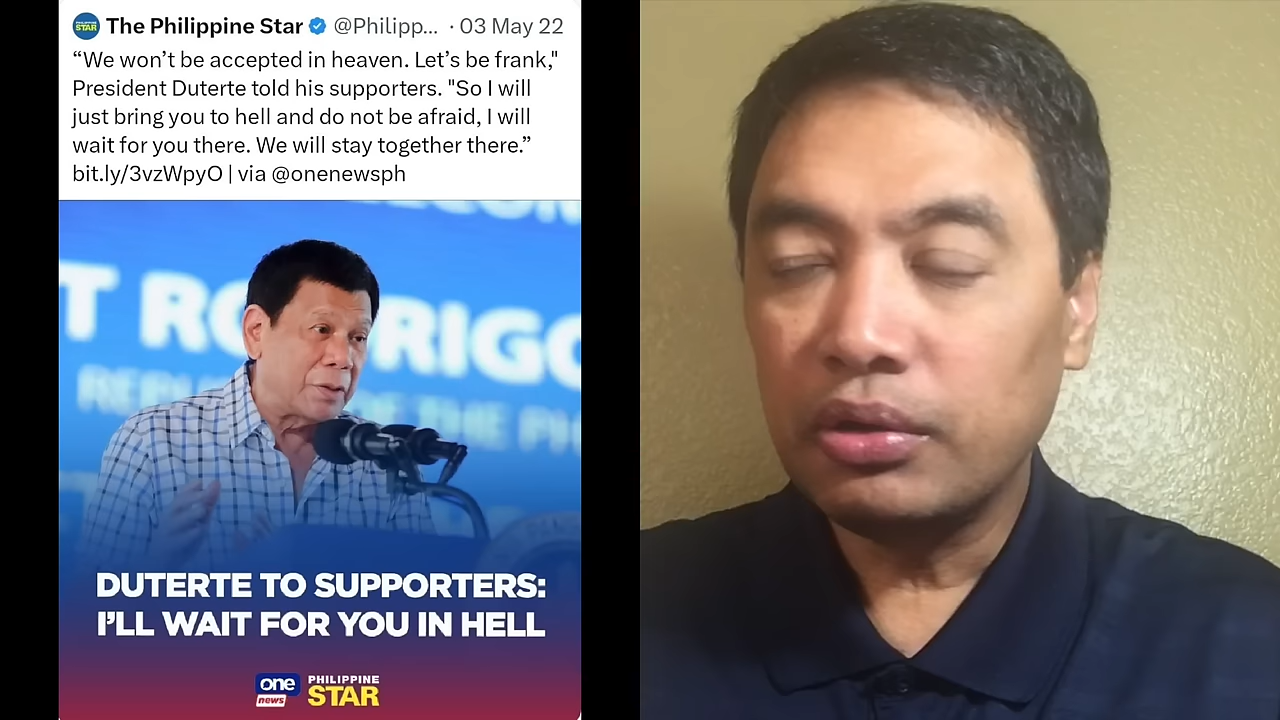 The Philippine Star @Philipp... · 03 May 22
“We won’t be accepted in heaven. Let’s be frank,"
President Duterte told his supporters. "So I will
just bring you to hell and do not be afraid, I will
wait for you there. We will stay together there.”
bit.ly/3vzWpyO | via @onenewsph
T RODRIGO
THE PH
DUTERTE TO SUPPORTERS:
I’LL WAIT FOR YOU IN HELL
one
news
PHILIPPINE
STAR